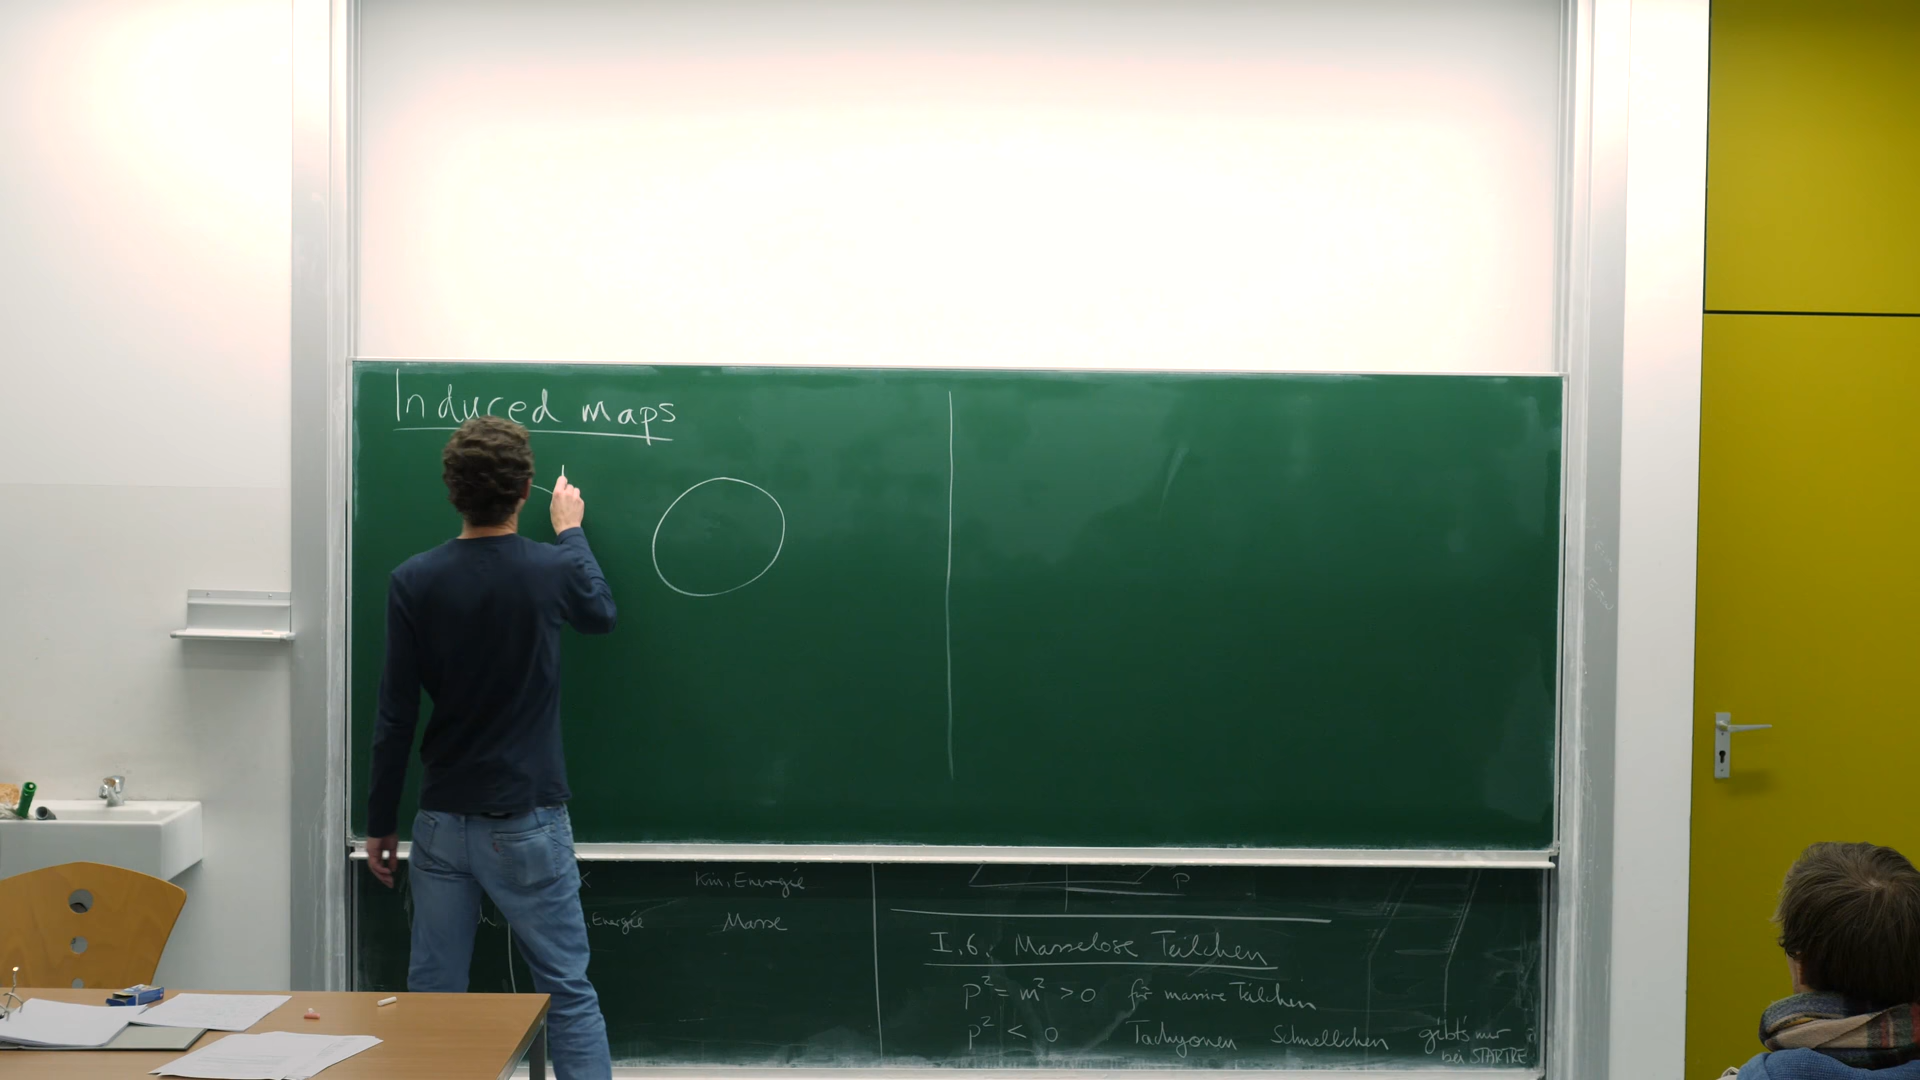 Induced maps
Kin. Energie
Energie Masse
P
I.6. Masselose Teilchen
p² = m² > 0 für massive Teilchen
p² < 0 Tachyonen Schnellchen gibt's nur
bei STARTRE